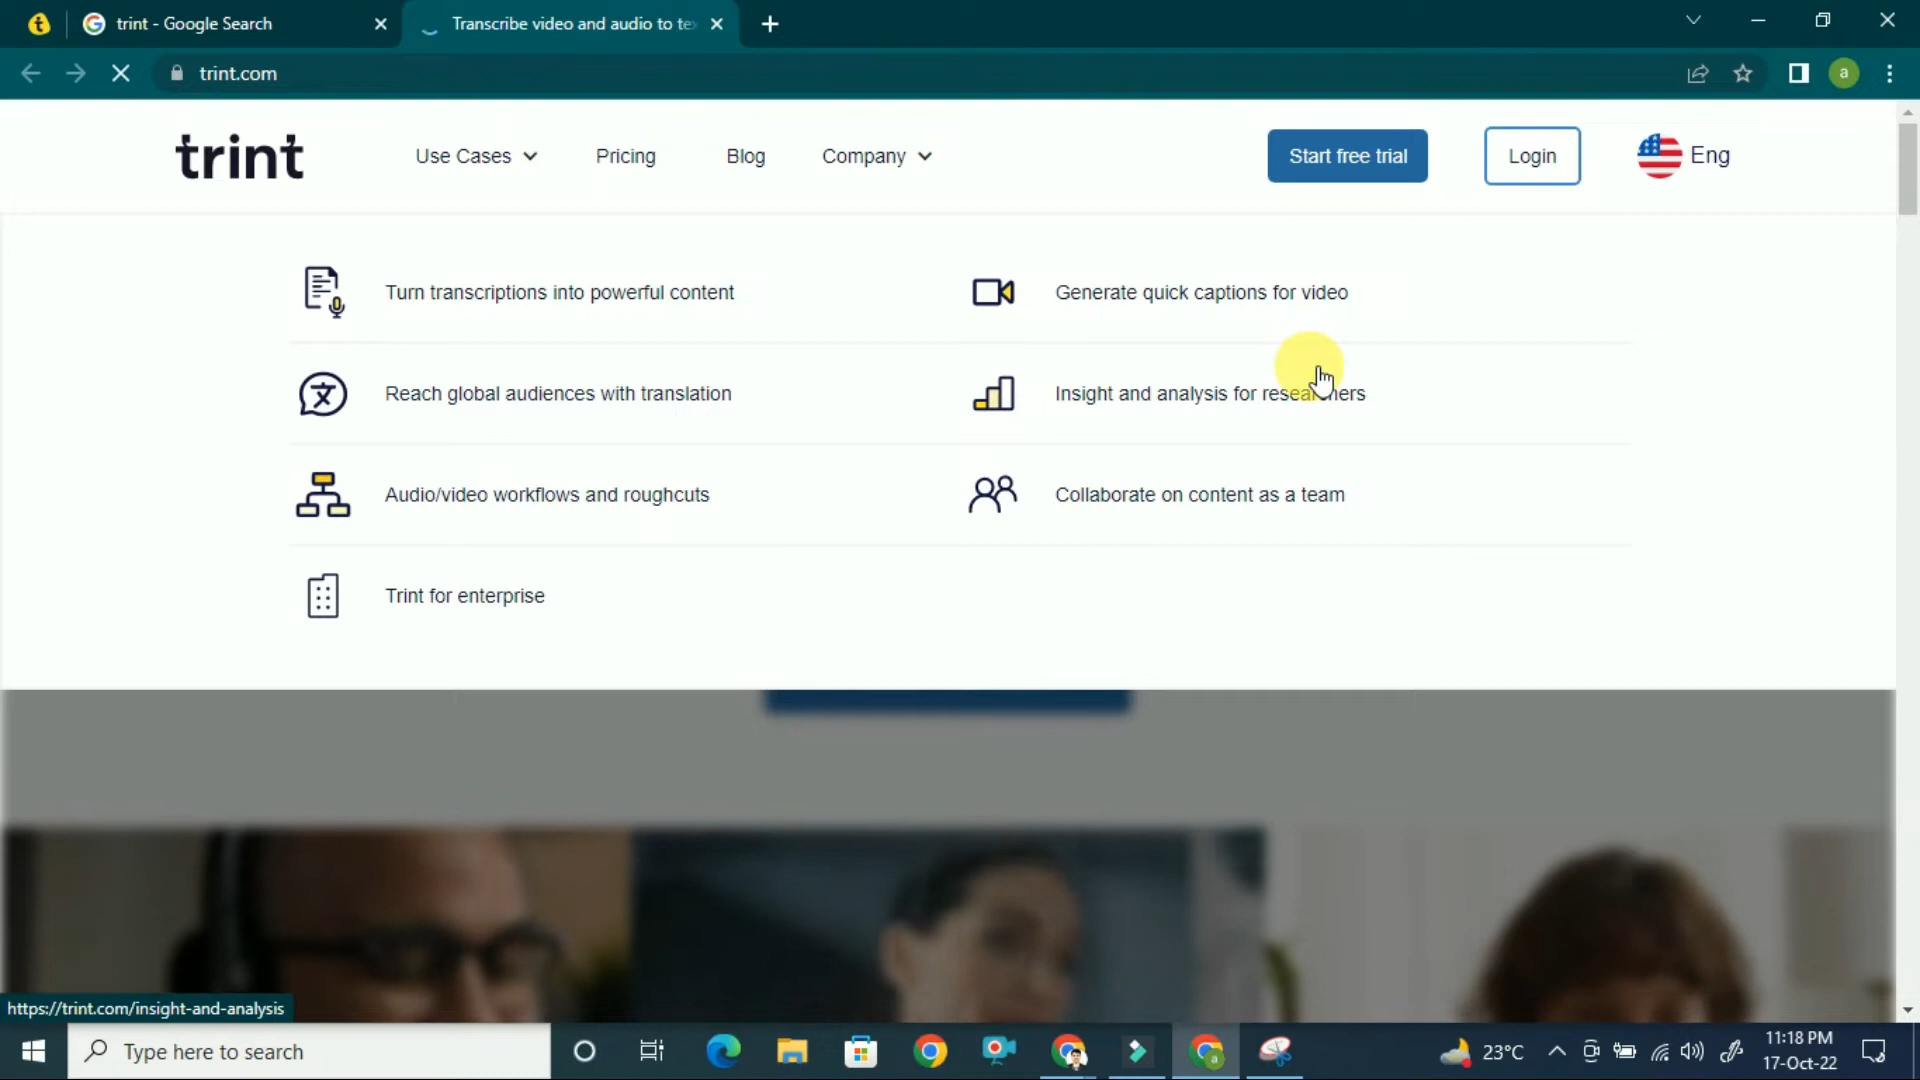 trint - Google Search
Transcribe video and audio to te
trint.com
a
trint
Use Cases
Pricing
Blog
Company
Start free trial
Login
Eng
Turn transcriptions into powerful content
Generate quick captions for video
Reach global audiences with translation
Insight and analysis for researchers
Audio/video workflows and roughcuts
Collaborate on content as a team
Trint for enterprise
https://trint.com/insight-and-analysis
Type here to search
23°C
11:18 PM
17-Oct-22